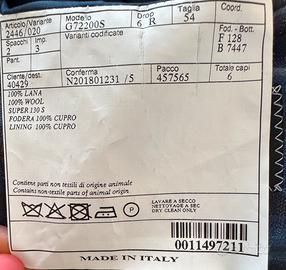 Articolo/Variante Modello Drop Taglia Coord.
2446/020 G72200S 6 R 54
Spacchi Imp. Varianti codificate Fod. - Bott.
2 3 F 128
B 7447
Part.
Cliente/dest. Conferma Pacco Totale capi
40429 N201801231 /5 457565 6
100% LANA
100% WOOL
SUPER 130 S
FODERA 100% CUPRO
LINING 100% CUPRO
Contiene parti non tessili di origine animale
Contains non-textile parts of animal origin
P
LAVARE A SECCO
NETTOYAGE A SEC
DRY CLEAN ONLY
0011497211
MADE IN ITALY